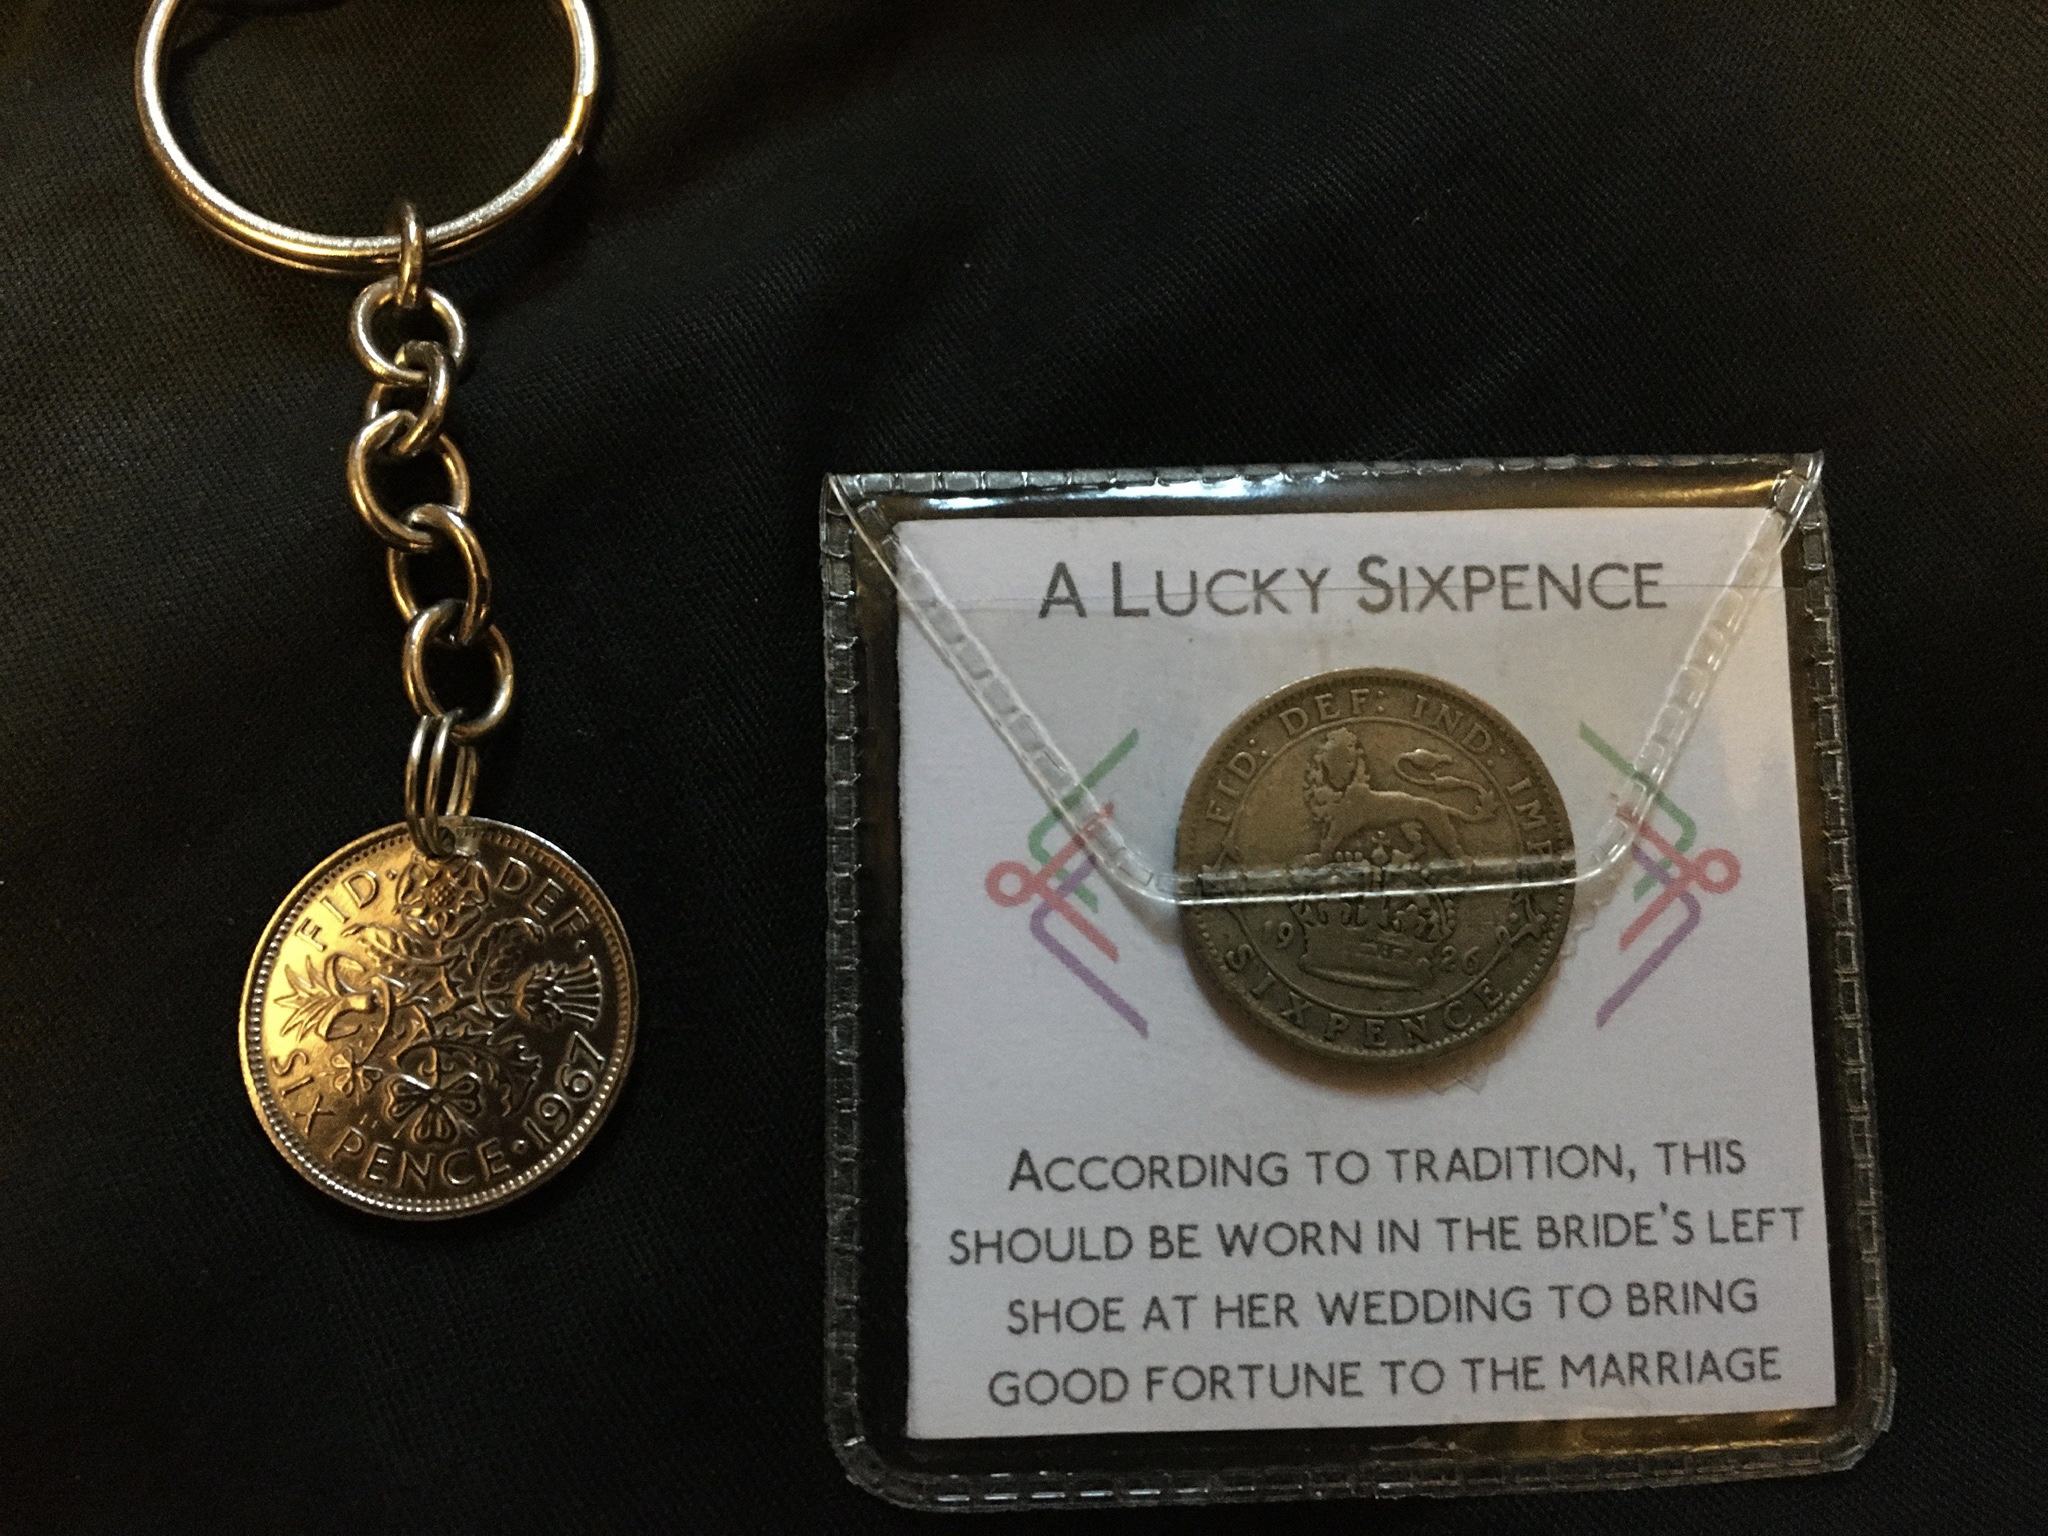 FID · DEF ·
SIX PENCE · 1967
A LUCKY SIXPENCE
FID: DEF: IND: IMP
19 26
SIXPENCE
ACCORDING TO TRADITION, THIS
SHOULD BE WORN IN THE BRIDE'S LEFT
SHOE AT HER WEDDING TO BRING
GOOD FORTUNE TO THE MARRIAGE